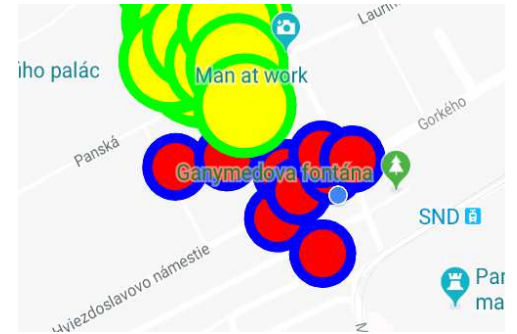 Laurin
iho palác
Man at work
Gorkého
Panská
Ganymedova fontána
SND
Hviezdoslavovo námestie
Par
ma
M